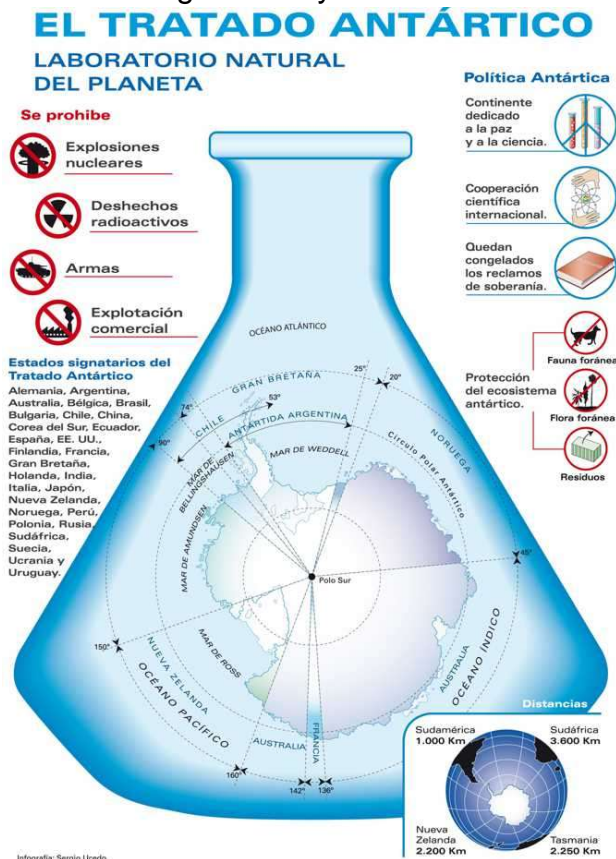 EL TRATADO ANTÁRTICO
LABORATORIO NATURAL
DEL PLANETA
Se prohibe
Explosiones
nucleares
Deshechos
radioactivos
Armas
Explotación
comercial
Estados signatarios del
Tratado Antártico
Alemania, Argentina,
Australia, Bélgica, Brasil,
Bulgaria, Chile, China,
Corea del Sur, Ecuador,
España, EE. UU.,
Finlandia, Francia,
Gran Bretaña,
Holanda, India,
Italia, Japón,
Nueva Zelanda,
Noruega, Perú,
Polonia, Rusia,
Sudáfrica,
Suecia,
Ucrania y
Uruguay.
Política Antártica
Continente
dedicado
a la paz
y a la ciencia.
Cooperación
científica
internacional.
Quedan
congelados
los reclamos
de soberanía.
Protección
del ecosistema
antártico.
Fauna foránea
Flora foránea
Residuos
OCÉANO ATLÁNTICO
GRAN BRETAÑA
25°
20°
74°
53°
CHILE
ANTÁRTIDA ARGENTINA
90°
NORUEGA
MAR DE WEDDELL
Círculo Polar Antártico
MAR DE
BELLINGSHAUSEN
MAR DE AMUNDSEN
45°
Polo Sur
150°
NUEVA ZELANDA
OCÉANO PACÍFICO
MAR DE ROSS
AUSTRALIA
OCÉANO ÍNDICO
AUSTRALIA
FRANCIA
160°
142°
136°
Distancias
Sudamérica
1.000 Km
Sudáfrica
3.600 Km
Nueva
Zelanda
2.200 Km
Tasmania
2.250 Km
Infografía: Sergio Ucedo